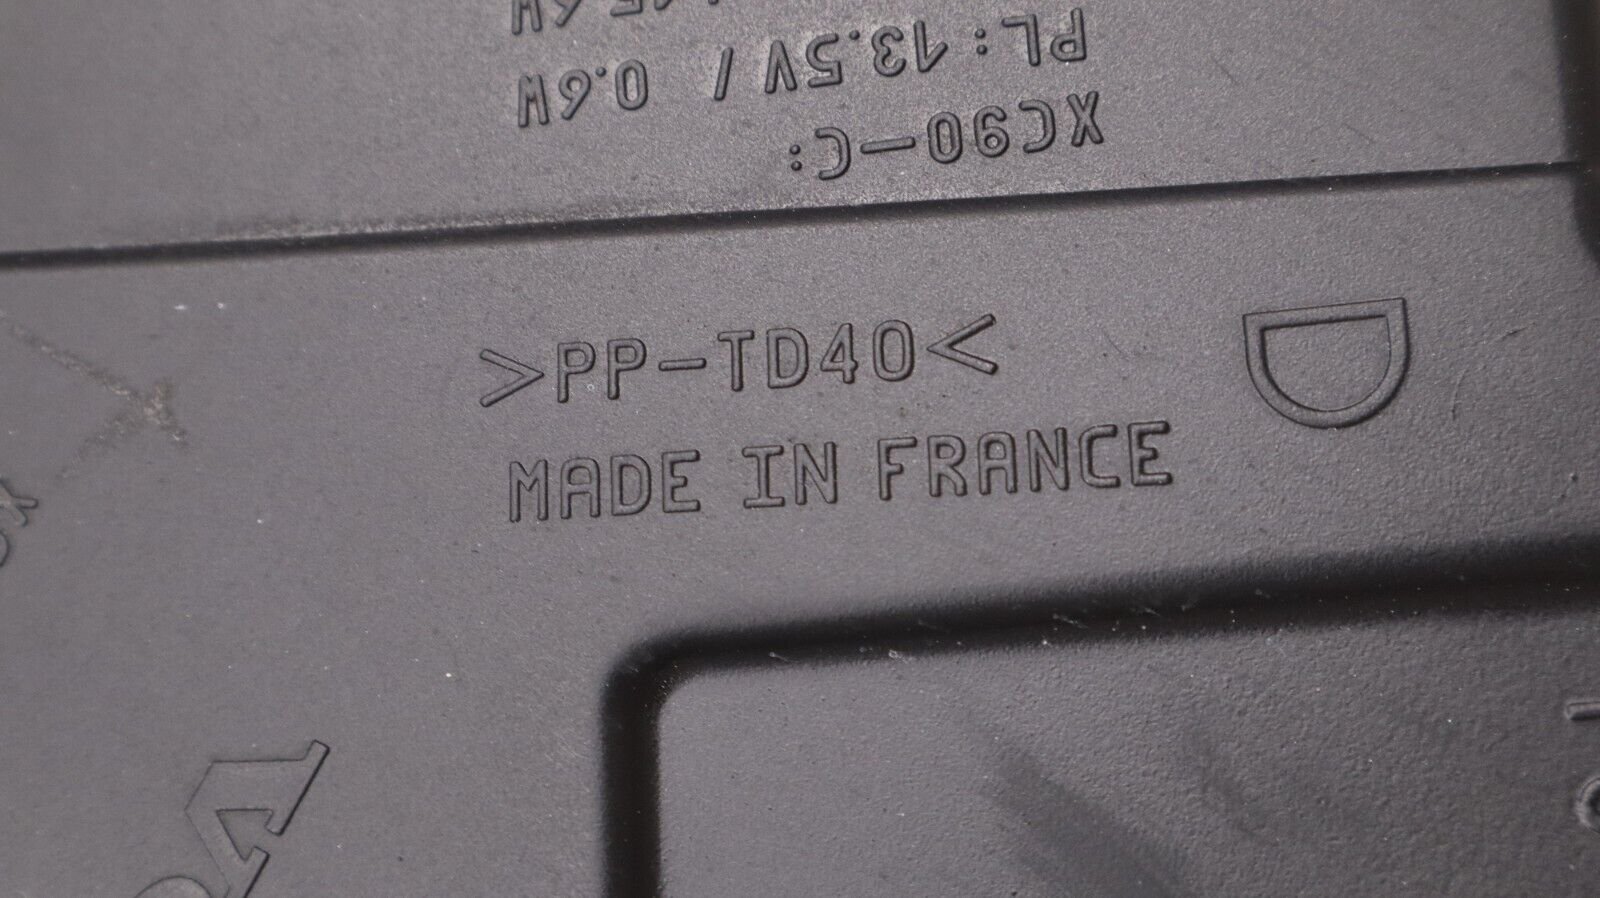 XC90-C:
PL: 13.5V / 0.6W
>PP-TD40<
MADE IN FRANCE
D